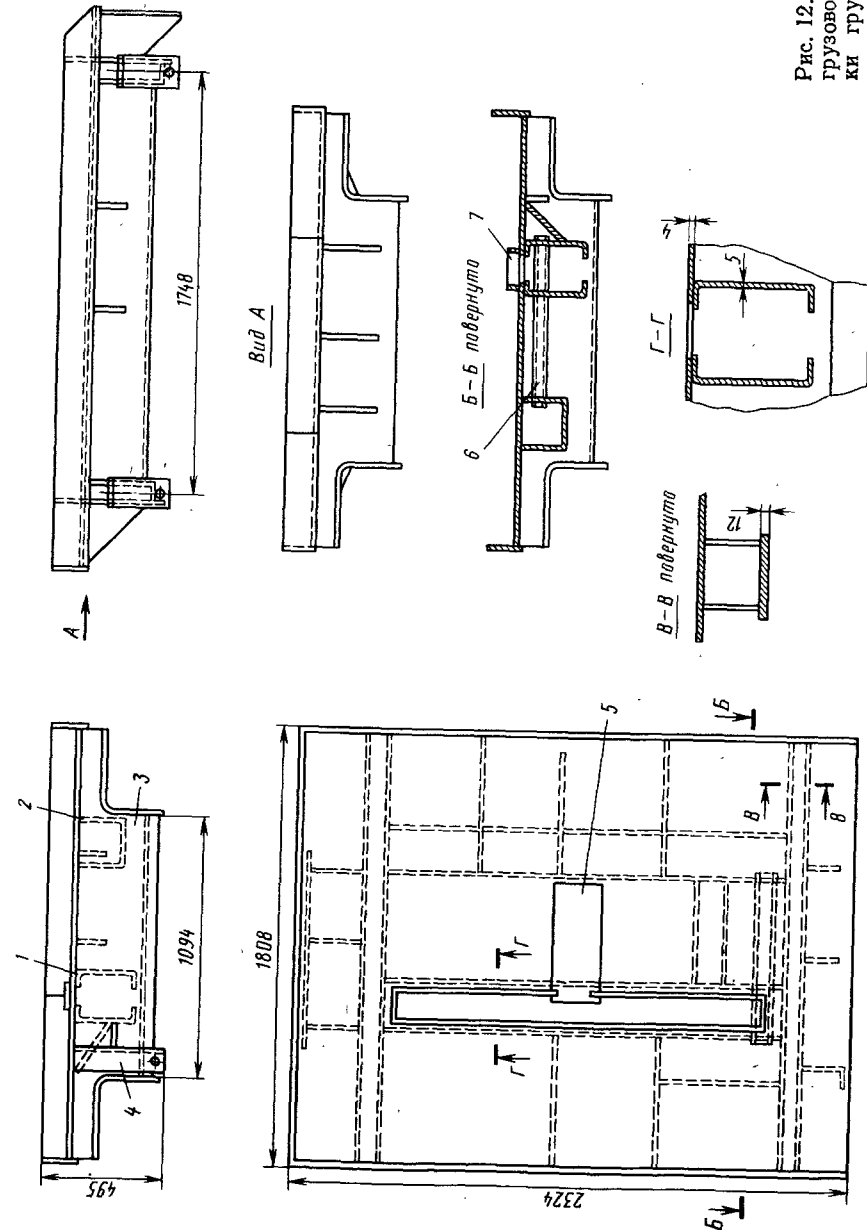 Рис. 12.
грузово
ки гру
A
1748
Вид А
Б–Б повернуто
6
7
В–В повернуто
12
Г–Г
4
5
1
2
3
4
1094
495
1808
2324
5
Г
Г
В
В
Б
Б